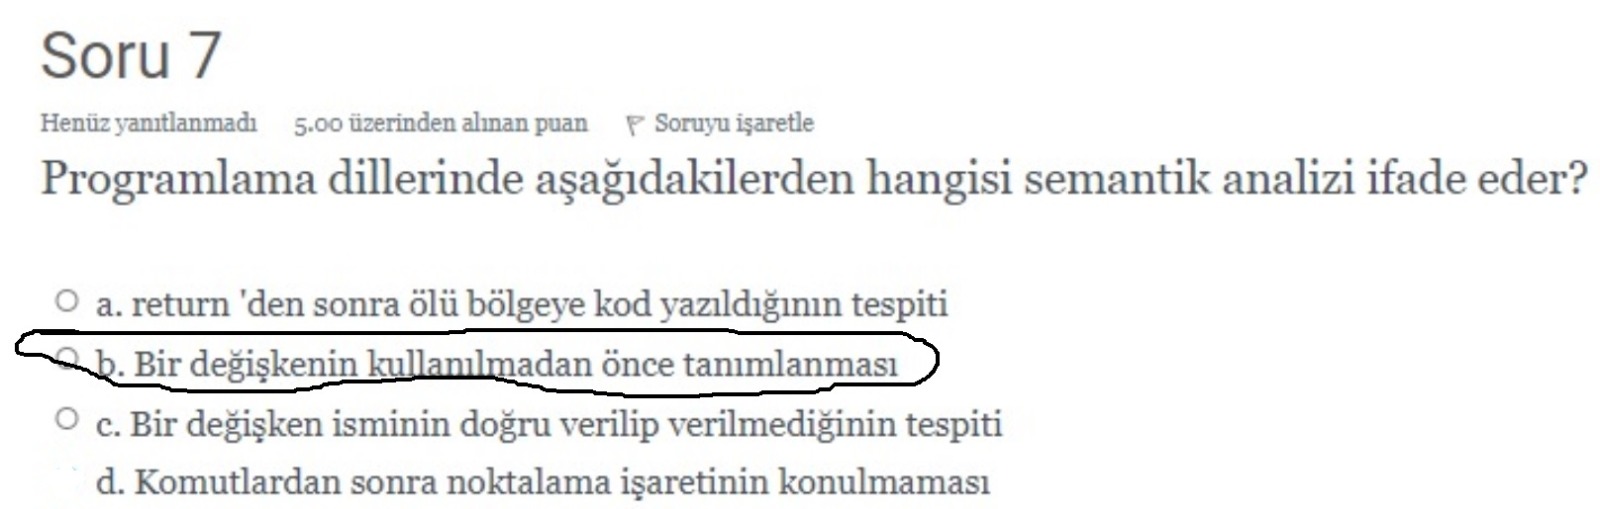 Soru 7
Henüz yanıtlanmadı 5.00 üzerinden alınan puan Soruyu işaretle
Programlama dillerinde aşağıdakilerden hangisi semantik analizi ifade eder?
a. return 'den sonra ölü bölgeye kod yazıldığının tespiti
b. Bir değişkenin kullanılmadan önce tanımlanması
c. Bir değişken isminin doğru verilip verilmediğinin tespiti
d. Komutlardan sonra noktalama işaretinin konulmaması